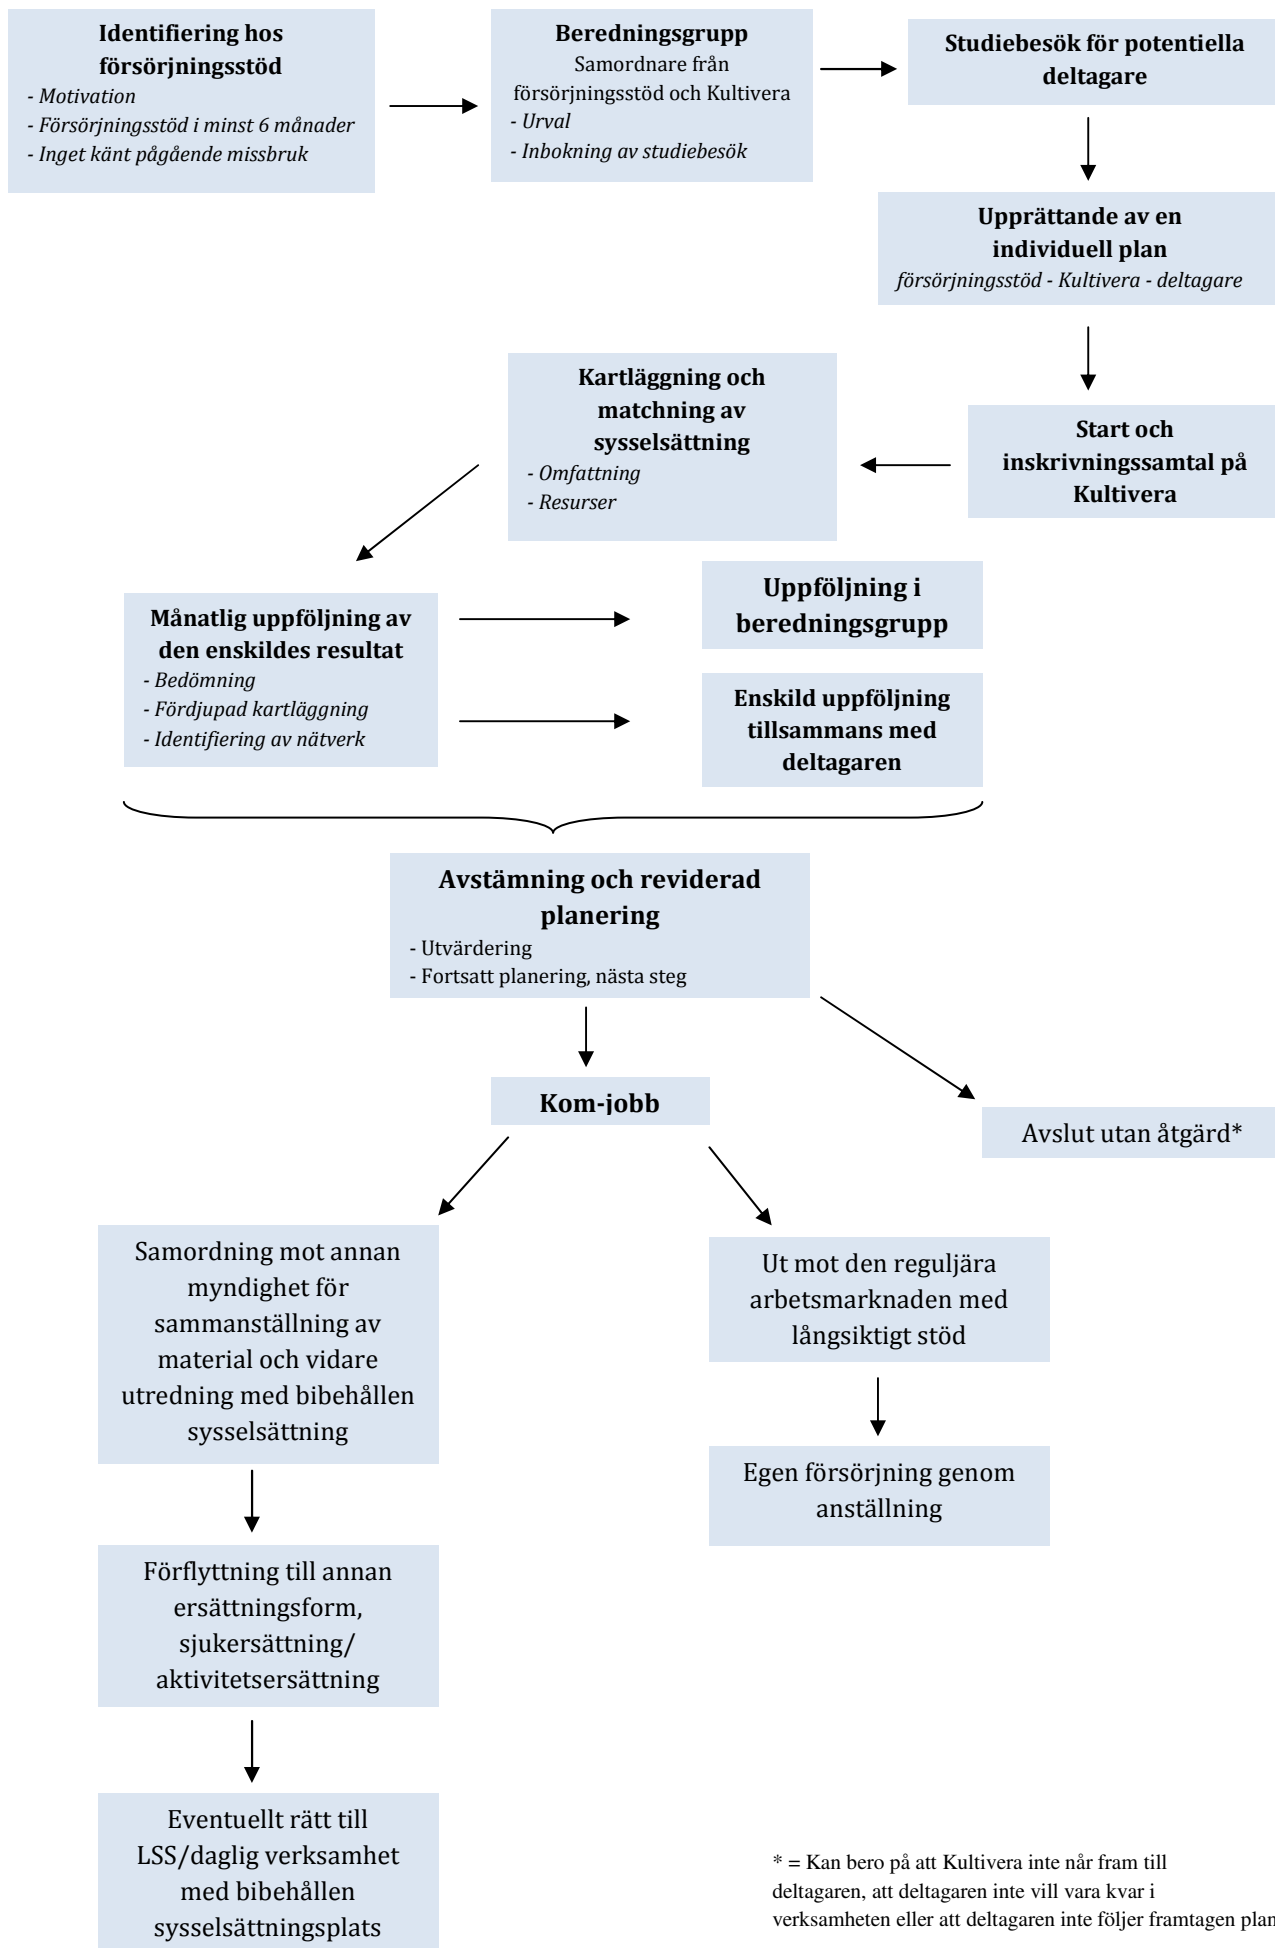 Identifiering hos
försörjningsstöd
- Motivation
- Försörjningsstöd i minst 6 månader
- Inget känt pågående missbruk
Beredningsgrupp
Samordnare från
försörjningsstöd och Kultivera
- Urval
- Inbokning av studiebesök
Studiebesök för potentiella
deltagare
Upprättande av en
individuell plan
försörjningsstöd - Kultivera - deltagare
Start och
inskrivningssamtal på
Kultivera
Kartläggning och
matchning av
sysselsättning
- Omfattning
- Resurser
Månatlig uppföljning av
den enskildes resultat
- Bedömning
- Fördjupad kartläggning
- Identifiering av nätverk
Uppföljning i
beredningsgrupp
Enskild uppföljning
tillsammans med
deltagaren
Avstämning och reviderad
planering
- Utvärdering
- Fortsatt planering, nästa steg
Kom-jobb
Avslut utan åtgärd*
Samordning mot annan
myndighet för
sammanställning av
material och vidare
utredning med bibehållen
sysselsättning
Ut mot den reguljära
arbetsmarknaden med
långsiktigt stöd
Egen försörjning genom
anställning
Förflyttning till annan
ersättningsform,
sjukersättning/
aktivitetsersättning
Eventuellt rätt till
LSS/daglig verksamhet
med bibehållen
sysselsättningsplats
* = Kan bero på att Kultivera inte når fram till
deltagaren, att deltagaren inte vill vara kvar i
verksamheten eller att deltagaren inte följer framtagen plan